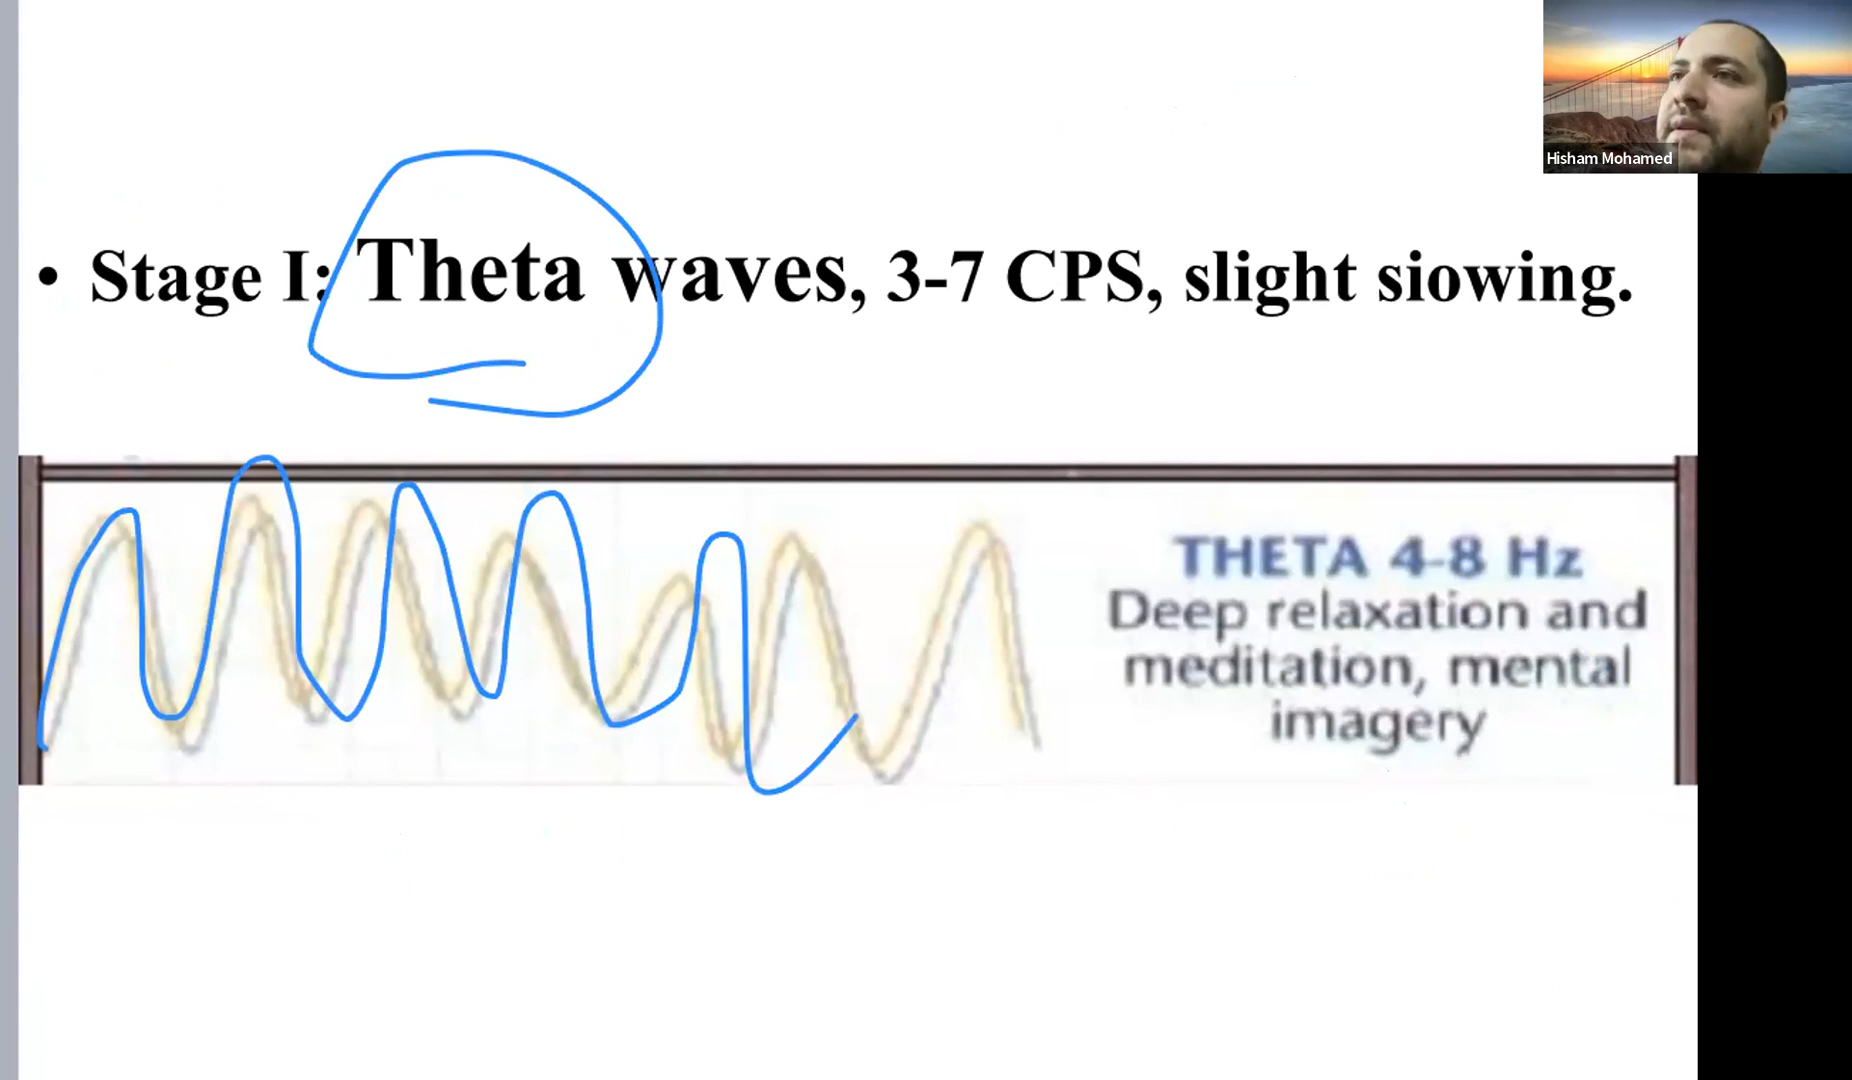 Hisham Mohamed
• Stage I: Theta waves, 3-7 CPS, slight siowing.
THETA 4-8 Hz
Deep relaxation and
meditation, mental
imagery